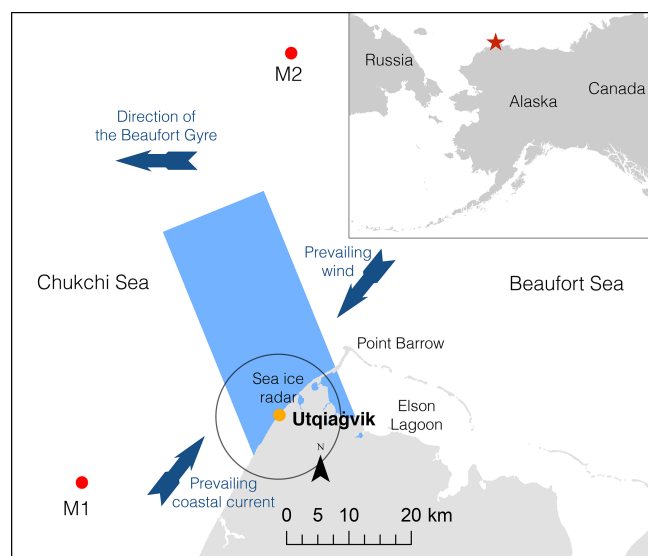 M2
Russia
Alaska
Canada
Direction of
the Beaufort Gyre
Prevailing
wind
Chukchi Sea
Beaufort Sea
Point Barrow
Sea ice
radar
Utqiaġvik
Elson
Lagoon
N
M1
Prevailing
coastal current
0 5 10 20 km